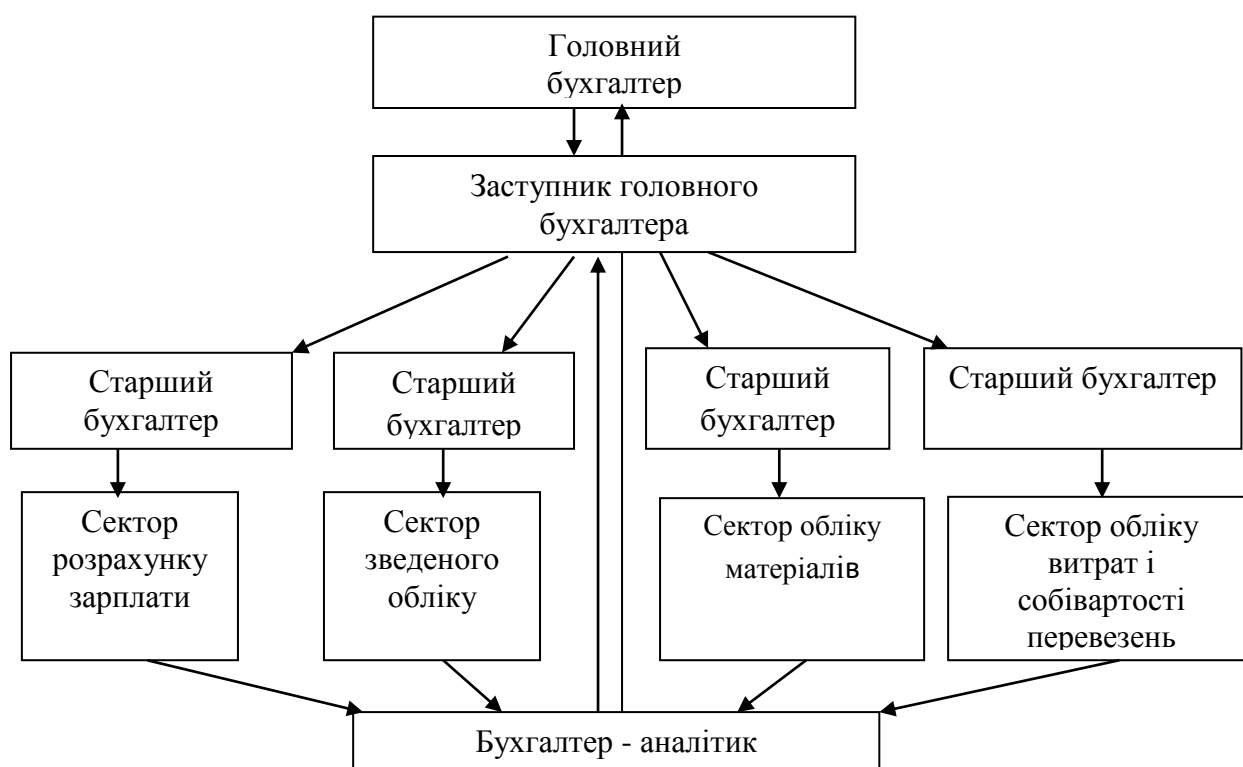 Головний
бухгалтер
Заступник головного
бухгалтера
Старший
бухгалтер
Старший
бухгалтер
Старший
бухгалтер
Старший бухгалтер
Сектор
розрахунку
зарплати
Сектор
зведеного
обліку
Сектор обліку
матеріалів
Сектор обліку
витрат і
собівартості
перевезень
Бухгалтер - аналітик